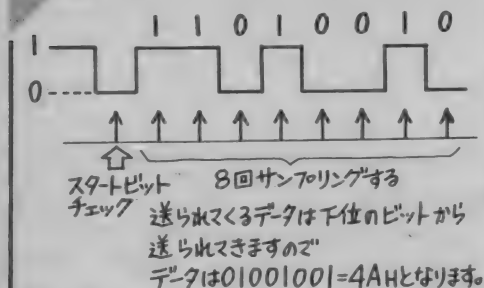 1 1 0 1 0 0 1 0
1
0
スタートビット
チェック
8回サンプリングする
送られてくるデータは下位のビットから
送られてきますので
データは01001001=4AHとなります。